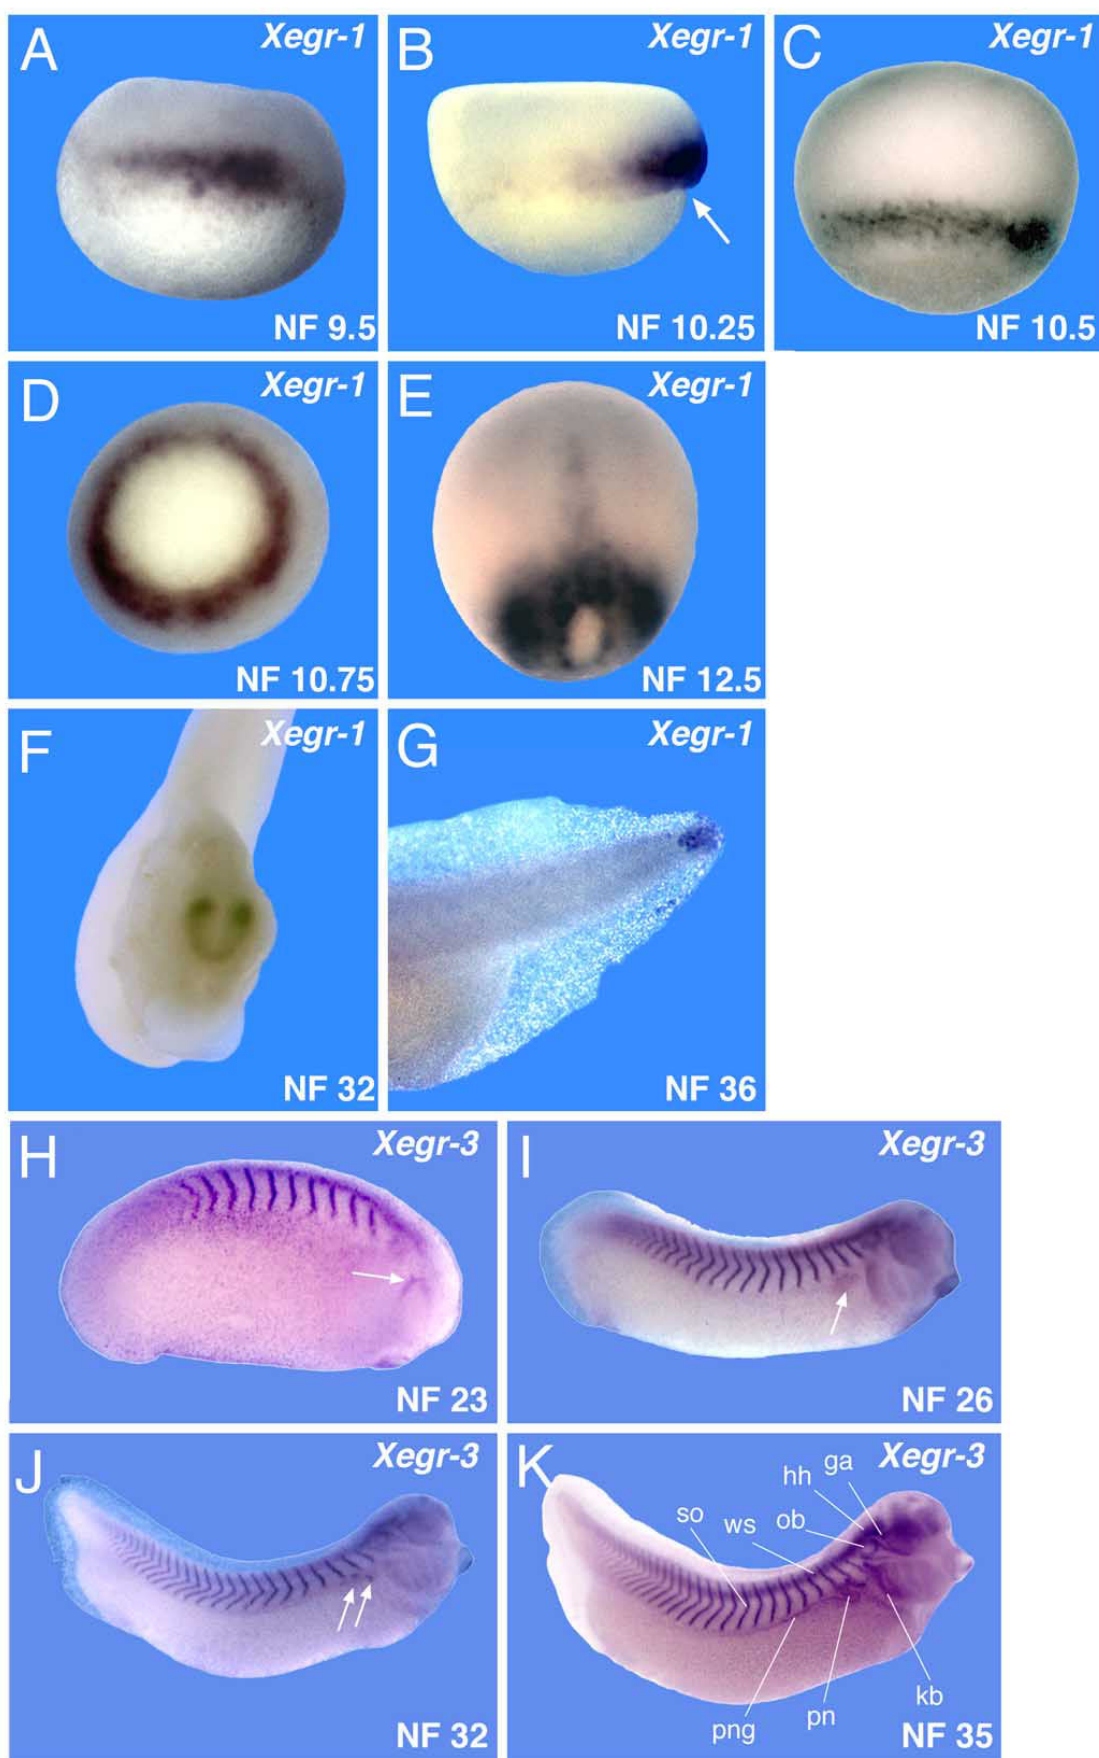 A Xegr-1
NF 9.5
B Xegr-1
NF 10.25
C Xegr-1
NF 10.5
D Xegr-1
NF 10.75
E Xegr-1
NF 12.5
F Xegr-1
NF 32
G Xegr-1
NF 36
H Xegr-3
NF 23
I Xegr-3
NF 26
J Xegr-3
NF 32
K Xegr-3
hh ga
so ws ob
png pn kb
NF 35